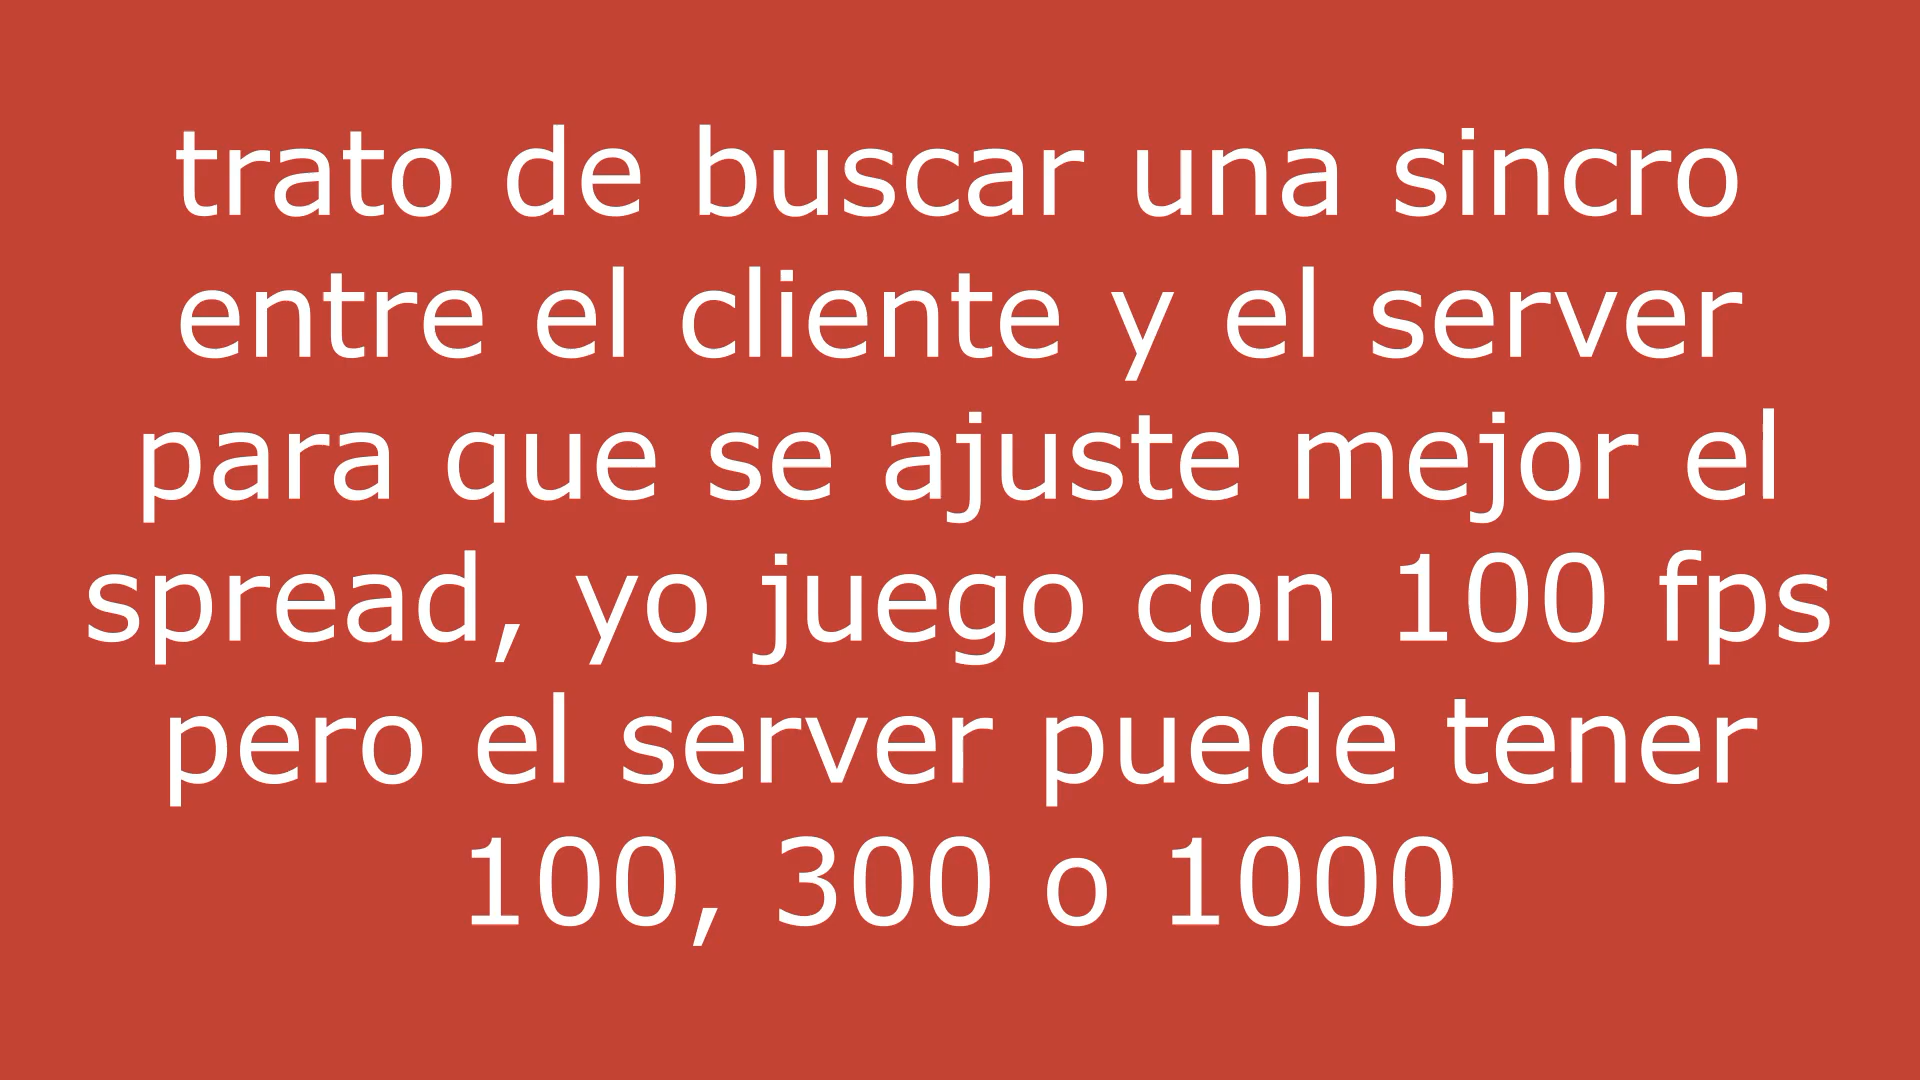 trato de buscar una sincro
entre el cliente y el server
para que se ajuste mejor el
spread, yo juego con 100 fps
pero el server puede tener
100, 300 o 1000